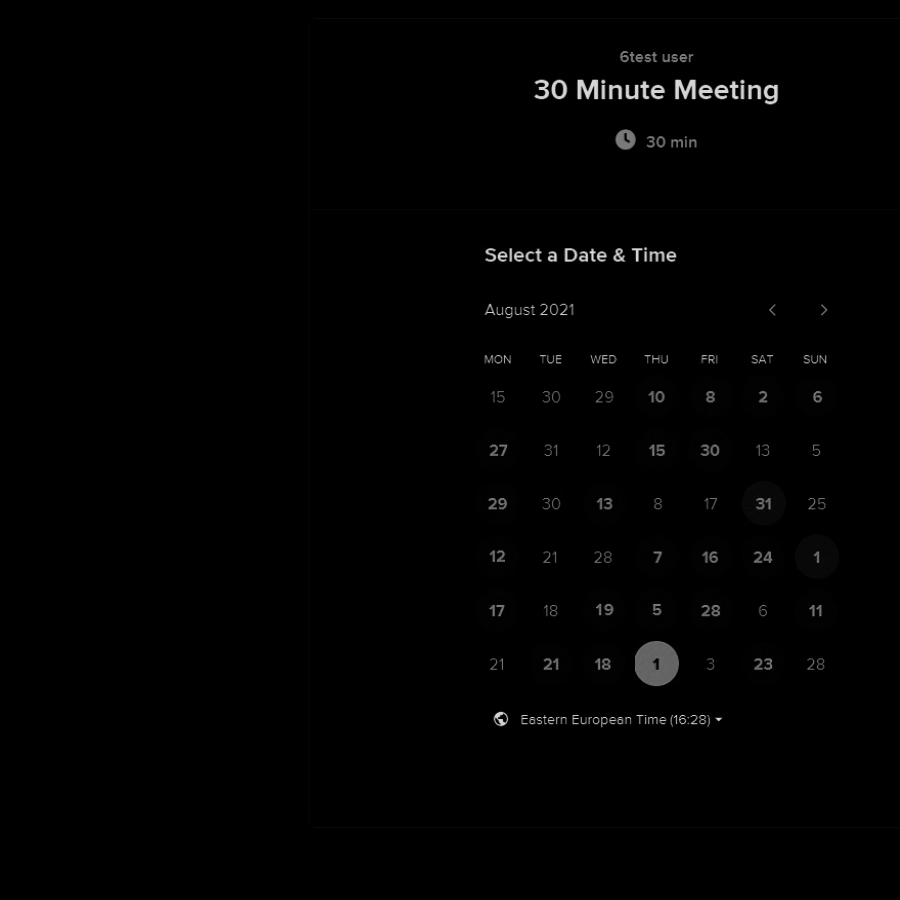 6test user
30 Minute Meeting
30 min
Select a Date & Time
August 2021
MON TUE WED THU FRI SAT SUN
15 30 29 10 8 2 6
27 31 12 15 30 13 5
29 30 13 8 17 31 25
12 21 28 7 16 24 1
17 18 19 5 28 6 11
21 21 18 1 3 23 28
Eastern European Time (16:28)